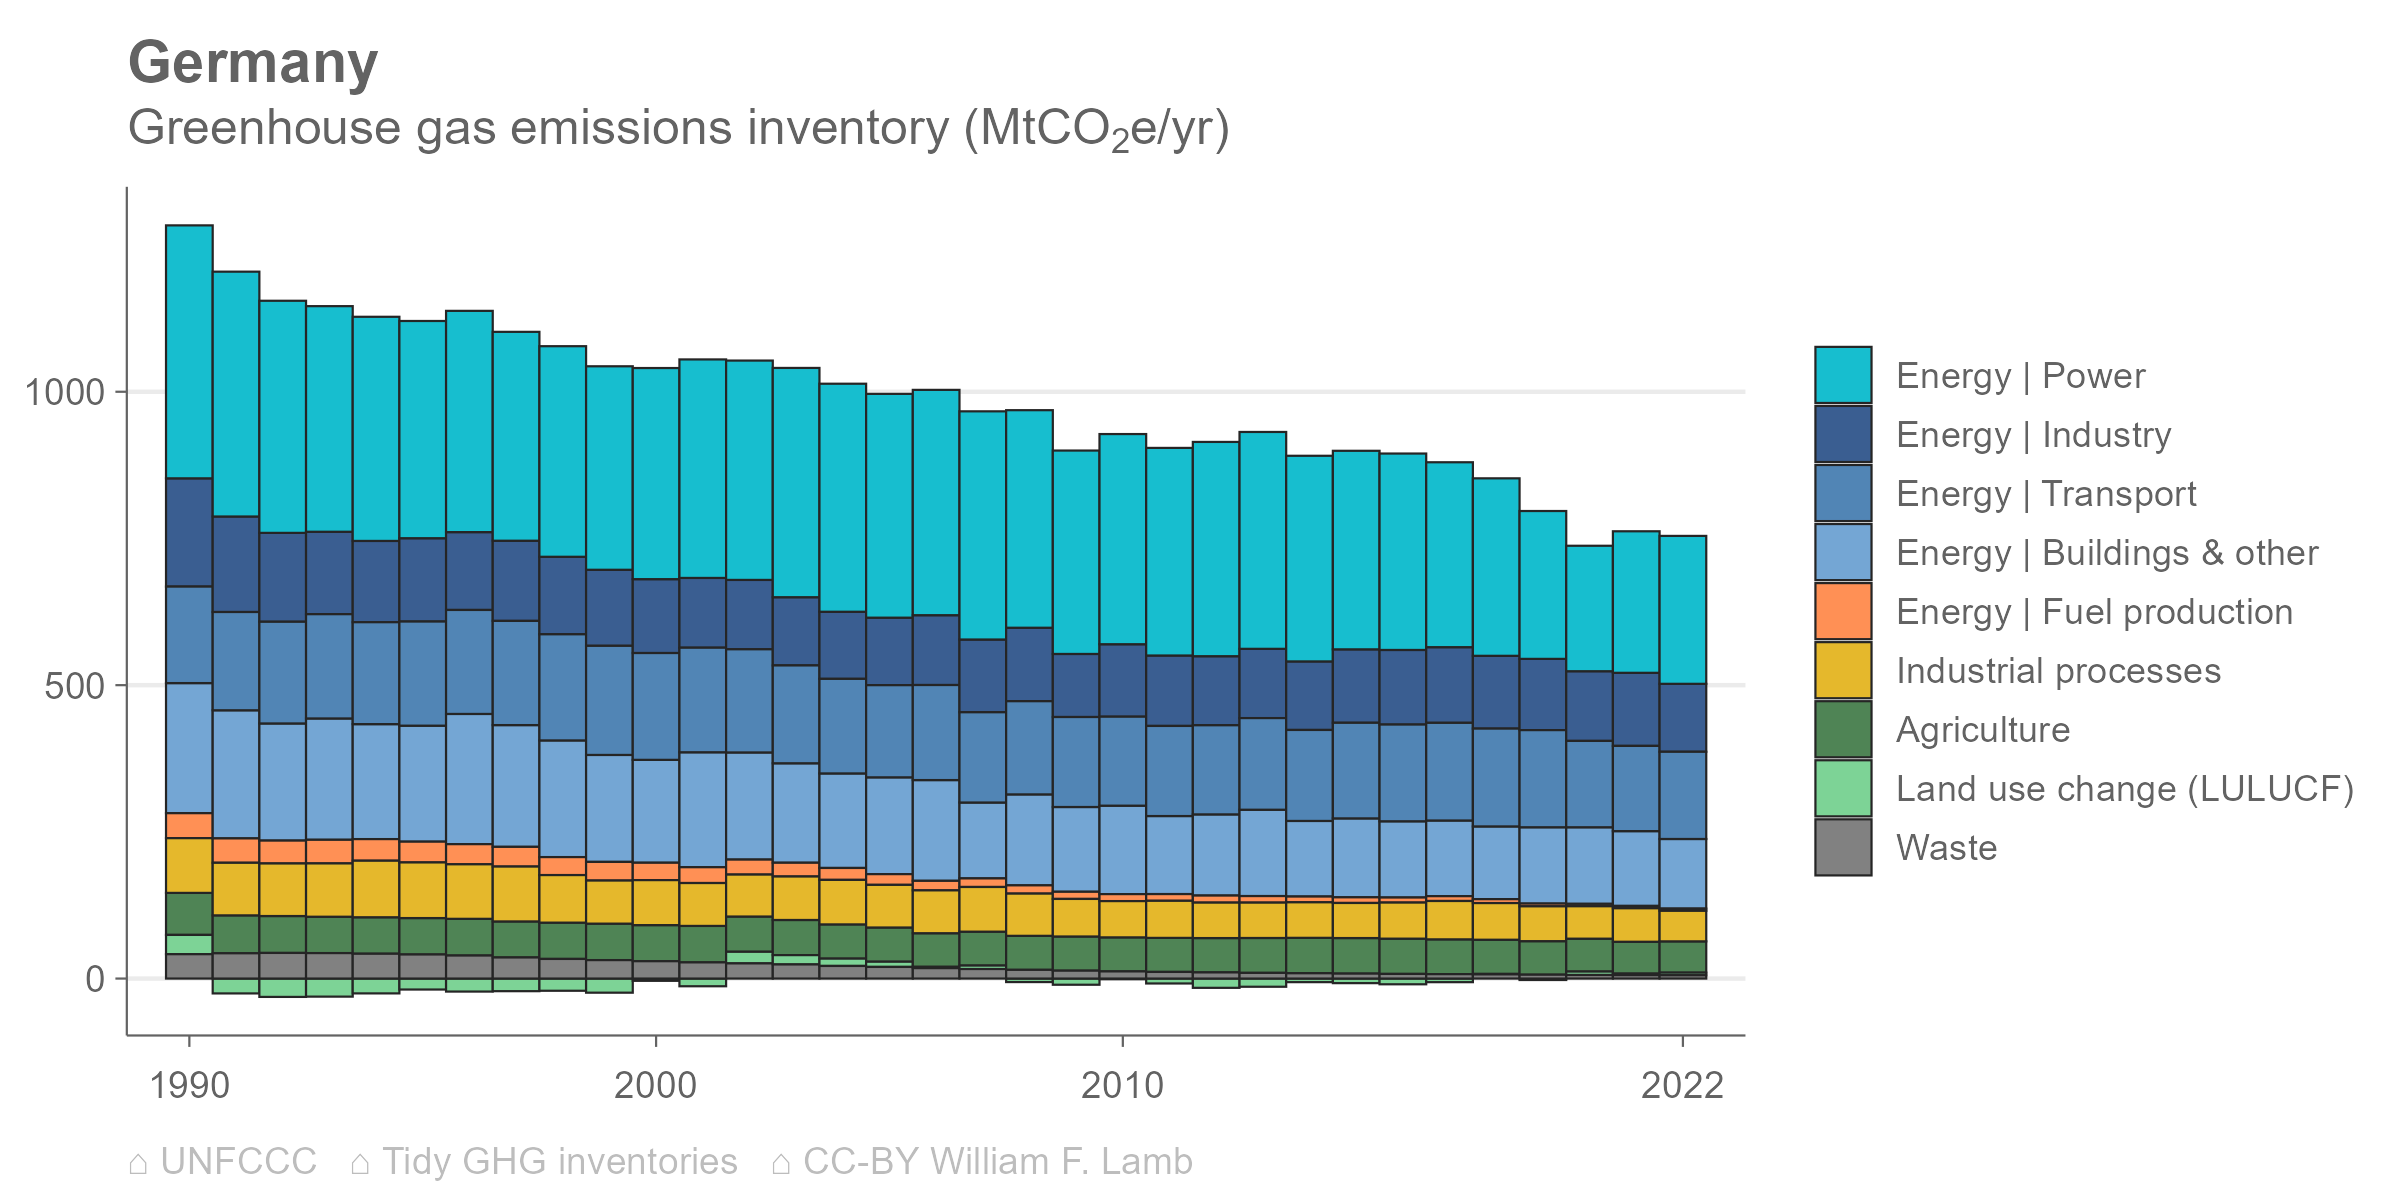 Germany
Greenhouse gas emissions inventory (MtCO₂e/yr)
1000
500
0
1990 2000 2010 2022
Energy | Power
Energy | Industry
Energy | Transport
Energy | Buildings & other
Energy | Fuel production
Industrial processes
Agriculture
Land use change (LULUCF)
Waste
⌂ UNFCCC ⌂ Tidy GHG inventories ⌂ CC-BY William F. Lamb